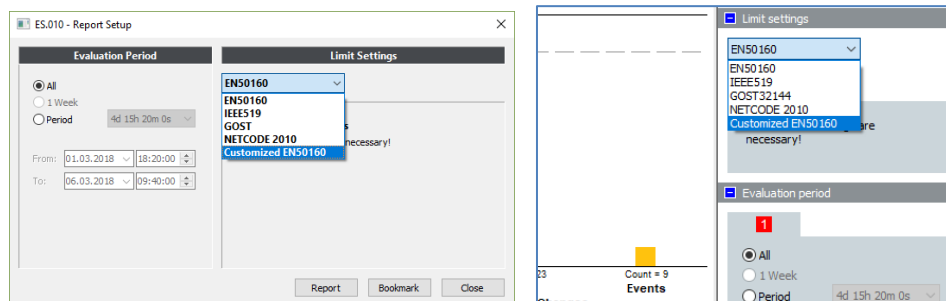 ES.010 - Report Setup
Evaluation Period
All
1 Week
Period 4d 15h 20m 0s
From: 01.03.2018 18:20:00
To: 06.03.2018 09:40:00
Limit Settings
EN50160
EN50160
IEEE519
GOST
NETCODE 2010
Customized EN50160
necessary!
Report Bookmark Close
23 Count = 9
Events
Limit settings
EN50160
EN50160
IEEE519
GOST32144
NETCODE 2010
Customized EN50160
are
necessary!
Evaluation period
1
All
1 Week
Period 4d 15h 20m 0s